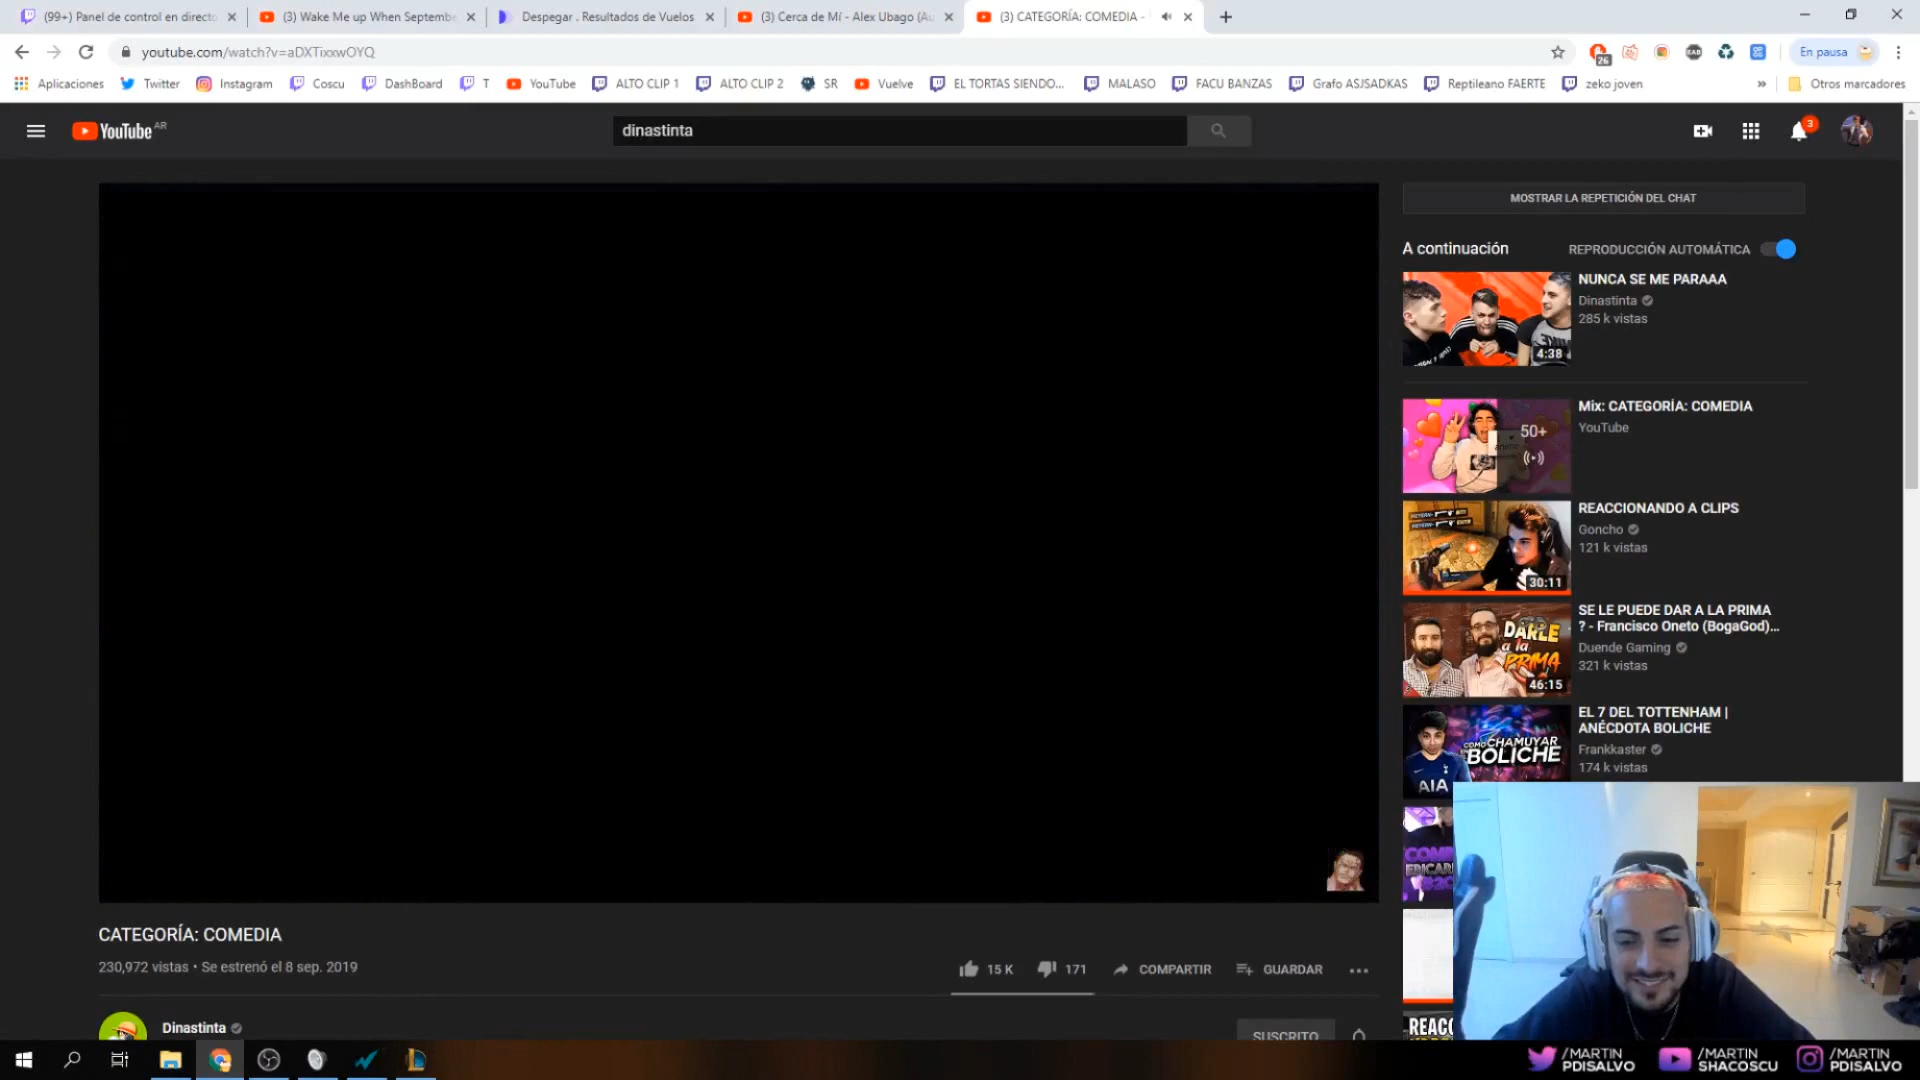 (99+) Panel de control en directo
(3) Wake Me up When Septembe
Despegar . Resultados de Vuelos
(3) Cerca de Mí - Alex Ubago (Au
(3) CATEGORÍA: COMEDIA -
youtube.com/watch?v=aDXTixxwOYQ
26
En pausa
Aplicaciones
Twitter
Instagram
Coscu
DashBoard
T
YouTube
ALTO CLIP 1
ALTO CLIP 2
SR
Vuelve
EL TORTAS SIENDO...
MALASO
FACU BANZAS
Grafo ASJSADKAS
Reptileano FAERTE
zeko joven
»
Otros marcadores
YouTube AR
dinastinta
3
MOSTRAR LA REPETICIÓN DEL CHAT
A continuación
REPRODUCCIÓN AUTOMÁTICA
NUNCA SE ME PARAAA
Dinastinta
285 k vistas
4:38
Mix: CATEGORÍA: COMEDIA
YouTube
50+
REACCIONANDO A CLIPS
Goncho
121 k vistas
30:11
SE LE PUEDE DAR A LA PRIMA
? - Francisco Oneto (BogaGod)...
Duende Gaming
321 k vistas
DARLE
a la
PRIMA
46:15
EL 7 DEL TOTTENHAM |
ANÉCDOTA BOLICHE
Frankkaster
174 k vistas
COMO CHAMUYAR
BOLICHE
AIA
CATEGORÍA: COMEDIA
230,972 vistas • Se estrenó el 8 sep. 2019
15 K
171
COMPARTIR
GUARDAR
Dinastinta
SUSCRITO
/MARTIN
PDISALVO
/MARTIN
SHACOSCU
/MARTIN
PDISALVO